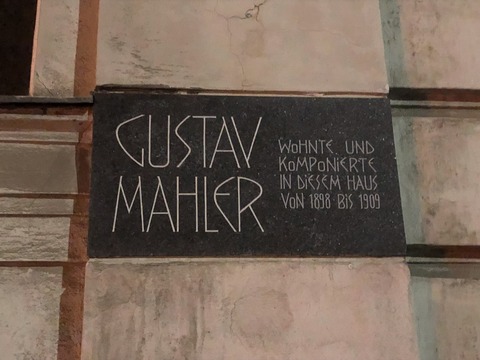 GUSTAV
MAHLER
WOHNTE UND
KOMPONIERTE
IN DIESEM HAUS
VON 1898 BIS 1909